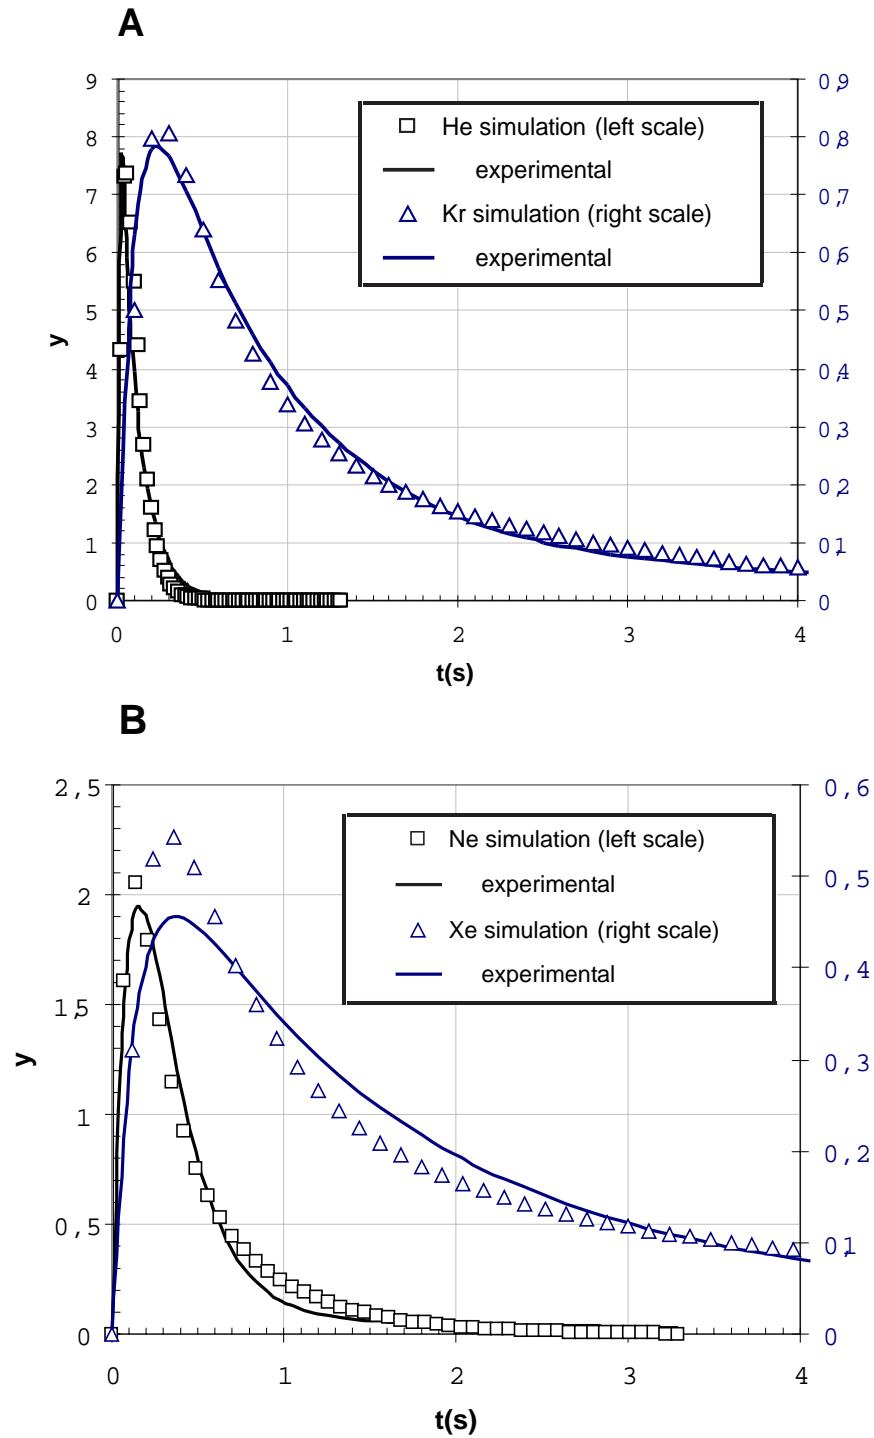 A
9
8
7
6
5
4
3
2
1
0
0,9
0,8
0,7
0,6
0,5
0,4
0,3
0,2
0,1
0
He simulation (left scale)
experimental
Kr simulation (right scale)
experimental
y
0 1 2 3 4
t(s)
B
2,5
2
1,5
1
0,5
0
0,6
0,5
0,4
0,3
0,2
0,1
0
Ne simulation (left scale)
experimental
Xe simulation (right scale)
experimental
y
0 1 2 3 4
t(s)